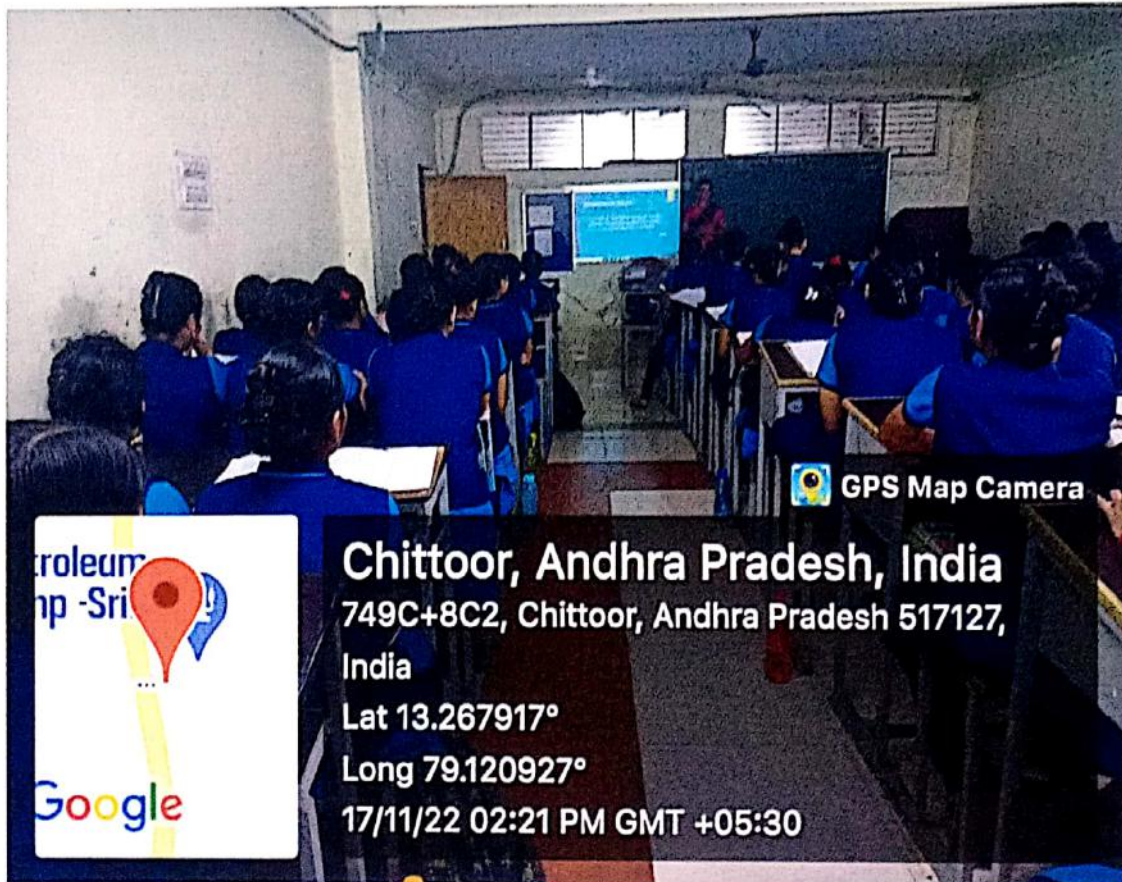 GPS Map Camera
troleum
np -Sri
Google
Chittoor, Andhra Pradesh, India
749C+8C2, Chittoor, Andhra Pradesh 517127,
India
Lat 13.267917°
Long 79.120927°
17/11/22 02:21 PM GMT +05:30